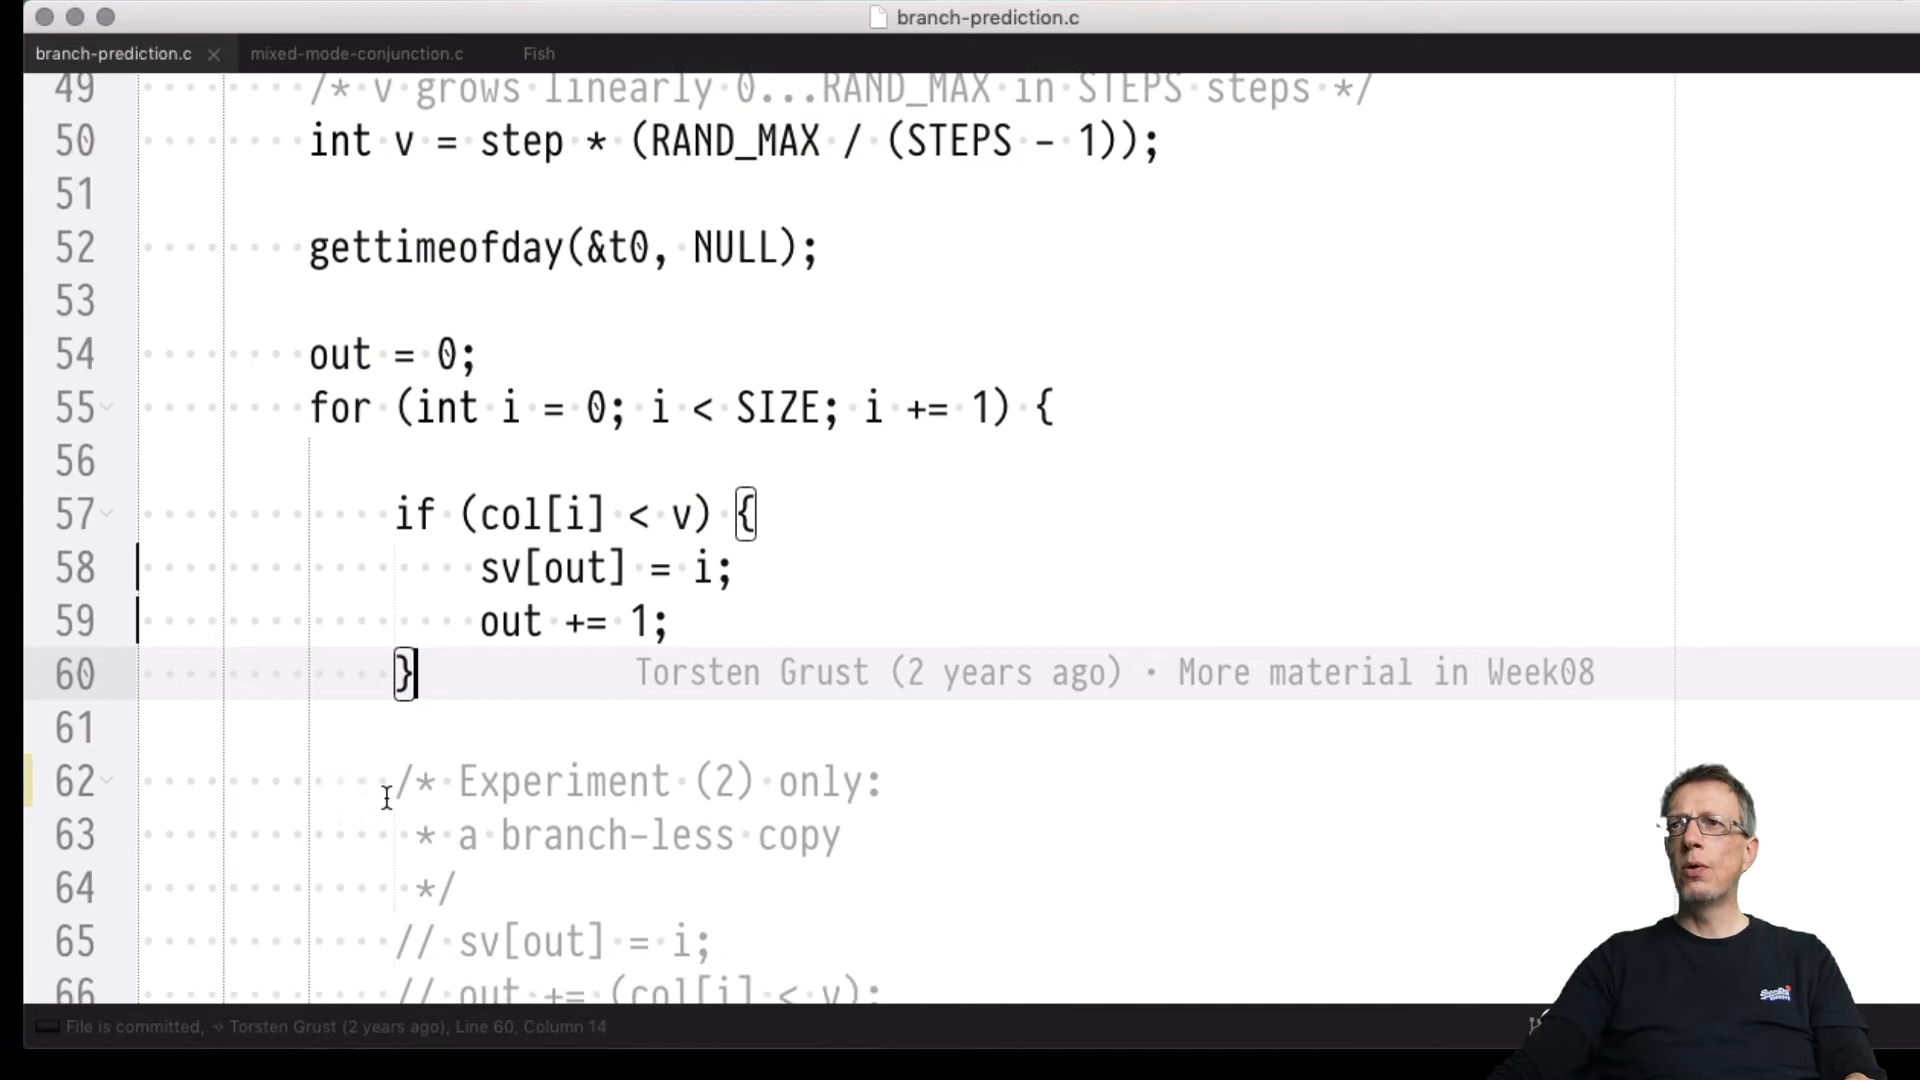 branch-prediction.c
branch-prediction.c mixed-mode-conjunction.c Fish
49 /* v grows linearly 0...RAND_MAX in STEPS steps */
50 int v = step * (RAND_MAX / (STEPS - 1));
51
52 gettimeofday(&t0, NULL);
53
54 out = 0;
55 for (int i = 0; i < SIZE; i += 1) {
56
57 if (col[i] < v) {
58 sv[out] = i;
59 out += 1;
60 } Torsten Grust (2 years ago) · More material in Week08
61
62 /* Experiment (2) only:
63 * a branch-less copy
64 */
65 // sv[out] = i;
66 // out += (col[i] < v);
File is committed, Torsten Grust (2 years ago), Line 60, Column 14